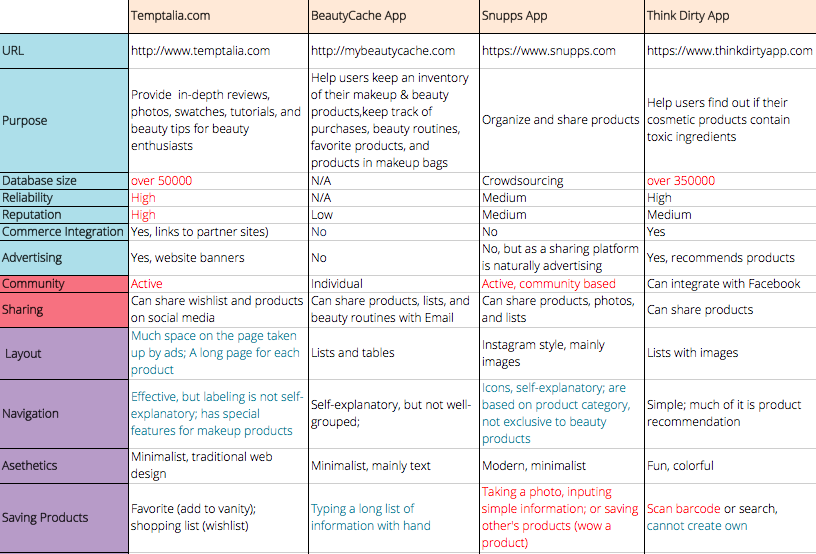 Temptalia.com BeautyCache App Snupps App Think Dirty App
URL http://www.temptalia.com http://mybeautycache.com https://www.snupps.com https://www.thinkdirtyapp.com
Purpose
Provide in-depth reviews,
photos, swatches, tutorials, and
beauty tips for beauty
enthusiasts
Help users keep an inventory
of their makeup & beauty
products,keep track of
purchases, beauty routines,
favorite products, and
products in makeup bags
Organize and share products
Help users find out if their
cosmetic products contain
toxic ingredients
Database size over 50000 N/A Crowdsourcing over 350000
Reliability High N/A Medium High
Reputation High Low Medium Medium
Commerce Integration Yes, links to partner sites) No No Yes
Advertising Yes, website banners No
No, but as a sharing platform
is naturally advertising
Yes, recommends products
Community Active Individual Active, community based Can integrate with Facebook
Sharing
Can share wishlist and products
on social media
Can share products, lists, and
beauty routines with Email
Can share products, photos,
and lists
Can share products
Layout
Much space on the page taken
up by ads; A long page for each
product
Lists and tables
Instagram style, mainly
images
Lists with images
Navigation
Effective, but labeling is not self-
explanatory; has special
features for makeup products
Self-explanatory, but not well-
grouped;
Icons, self-explanatory; are
based on product category,
not exclusive to beauty
products
Simple; much of it is product
recommendation
Asethetics
Minimalist, traditional web
design
Minimalist, mainly text
Modern, minimalist
Fun, colorful
Saving Products
Favorite (add to vanity);
shopping list (wishlist)
Typing a long list of
information with hand
Taking a photo, inputing
simple information; or saving
other's products (wow a
product)
Scan barcode or search,
cannot create own